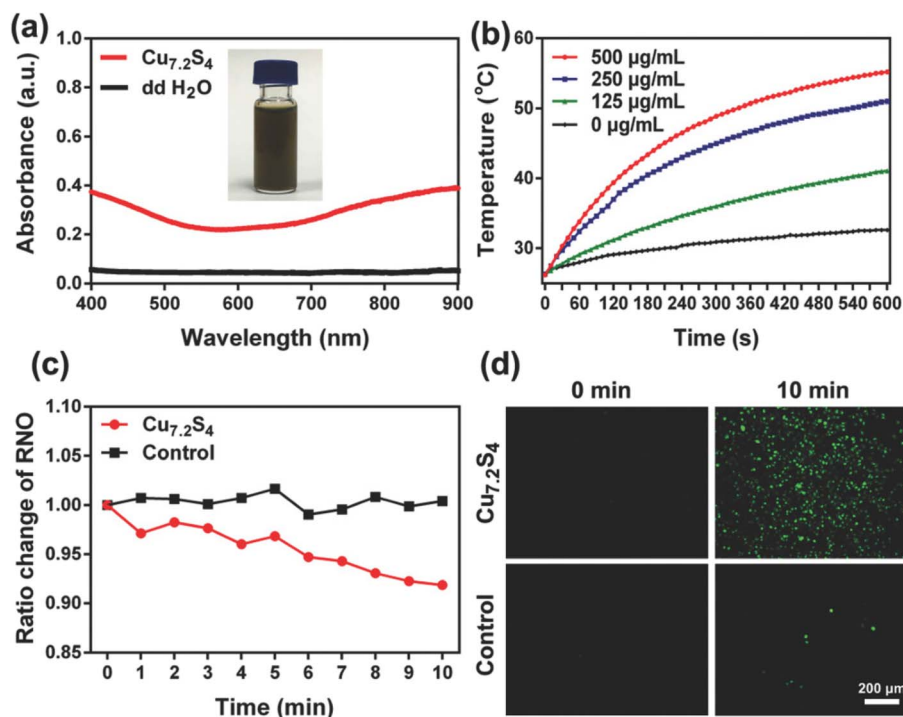 (a)
1.0
0.8
0.6
0.4
0.2
0.0
Absorbance (a.u.)
Cu7.2S4
dd H2O
400 500 600 700 800 900
Wavelength (nm)
(b)
50
40
30
Temperature (°C)
500 µg/mL
250 µg/mL
125 µg/mL
0 µg/mL
0 60 120 180 240 300 360 420 480 540 600
Time (s)
(c)
1.10
1.05
1.00
0.95
0.90
0.85
Ratio change of RNO
Cu7.2S4
Control
0 1 2 3 4 5 6 7 8 9 10
Time (min)
(d)
0 min 10 min
Cu7.2S4
Control
200 µm